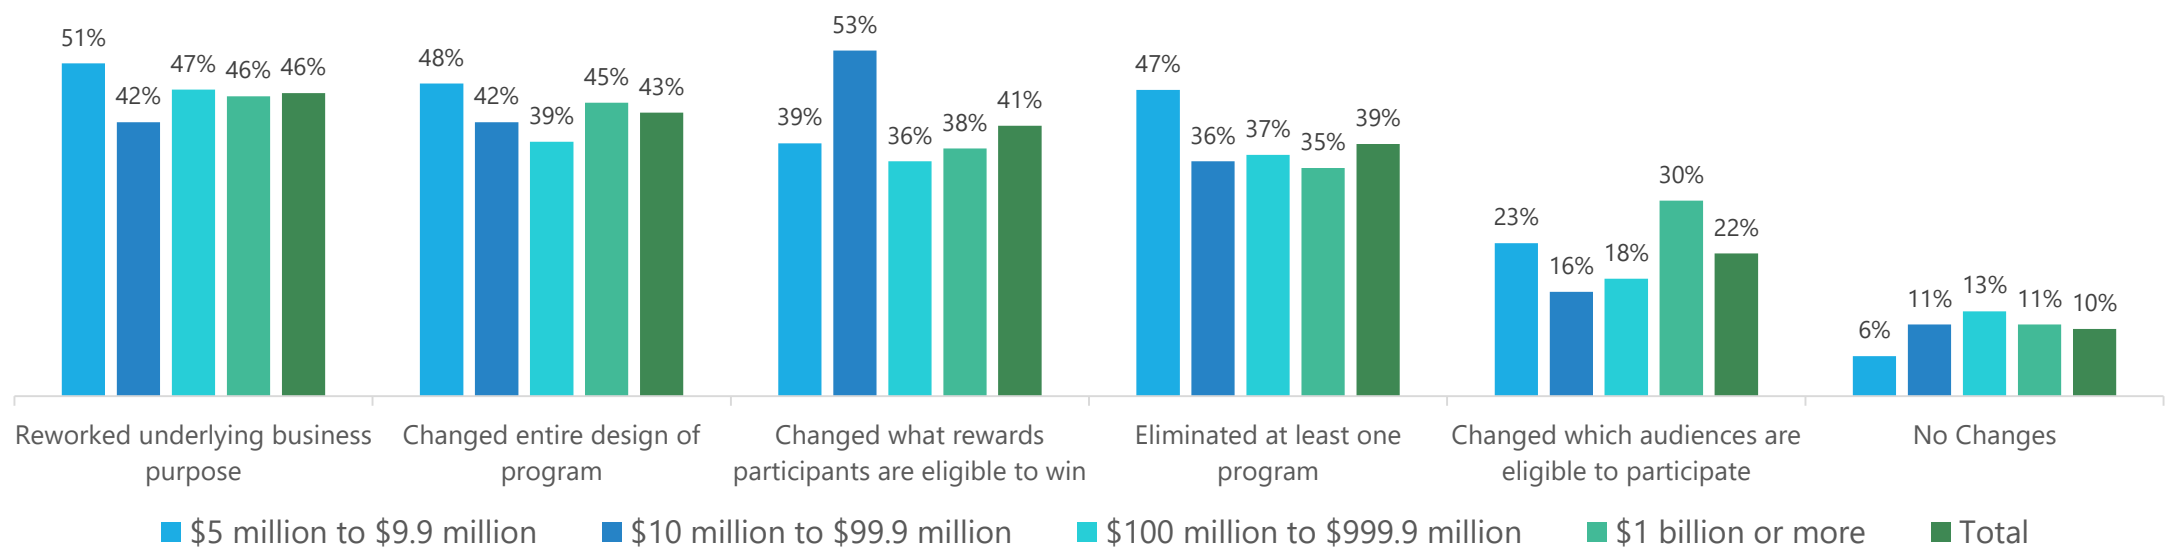 51%
42%
47%
46%
46%
48%
42%
39%
45%
43%
39%
53%
36%
38%
41%
47%
36%
37%
35%
39%
23%
16%
18%
30%
22%
6%
11%
13%
11%
10%
Reworked underlying business
purpose
Changed entire design of
program
Changed what rewards
participants are eligible to win
Eliminated at least one
program
Changed which audiences are
eligible to participate
No Changes
$5 million to $9.9 million
$10 million to $99.9 million
$100 million to $999.9 million
$1 billion or more
Total